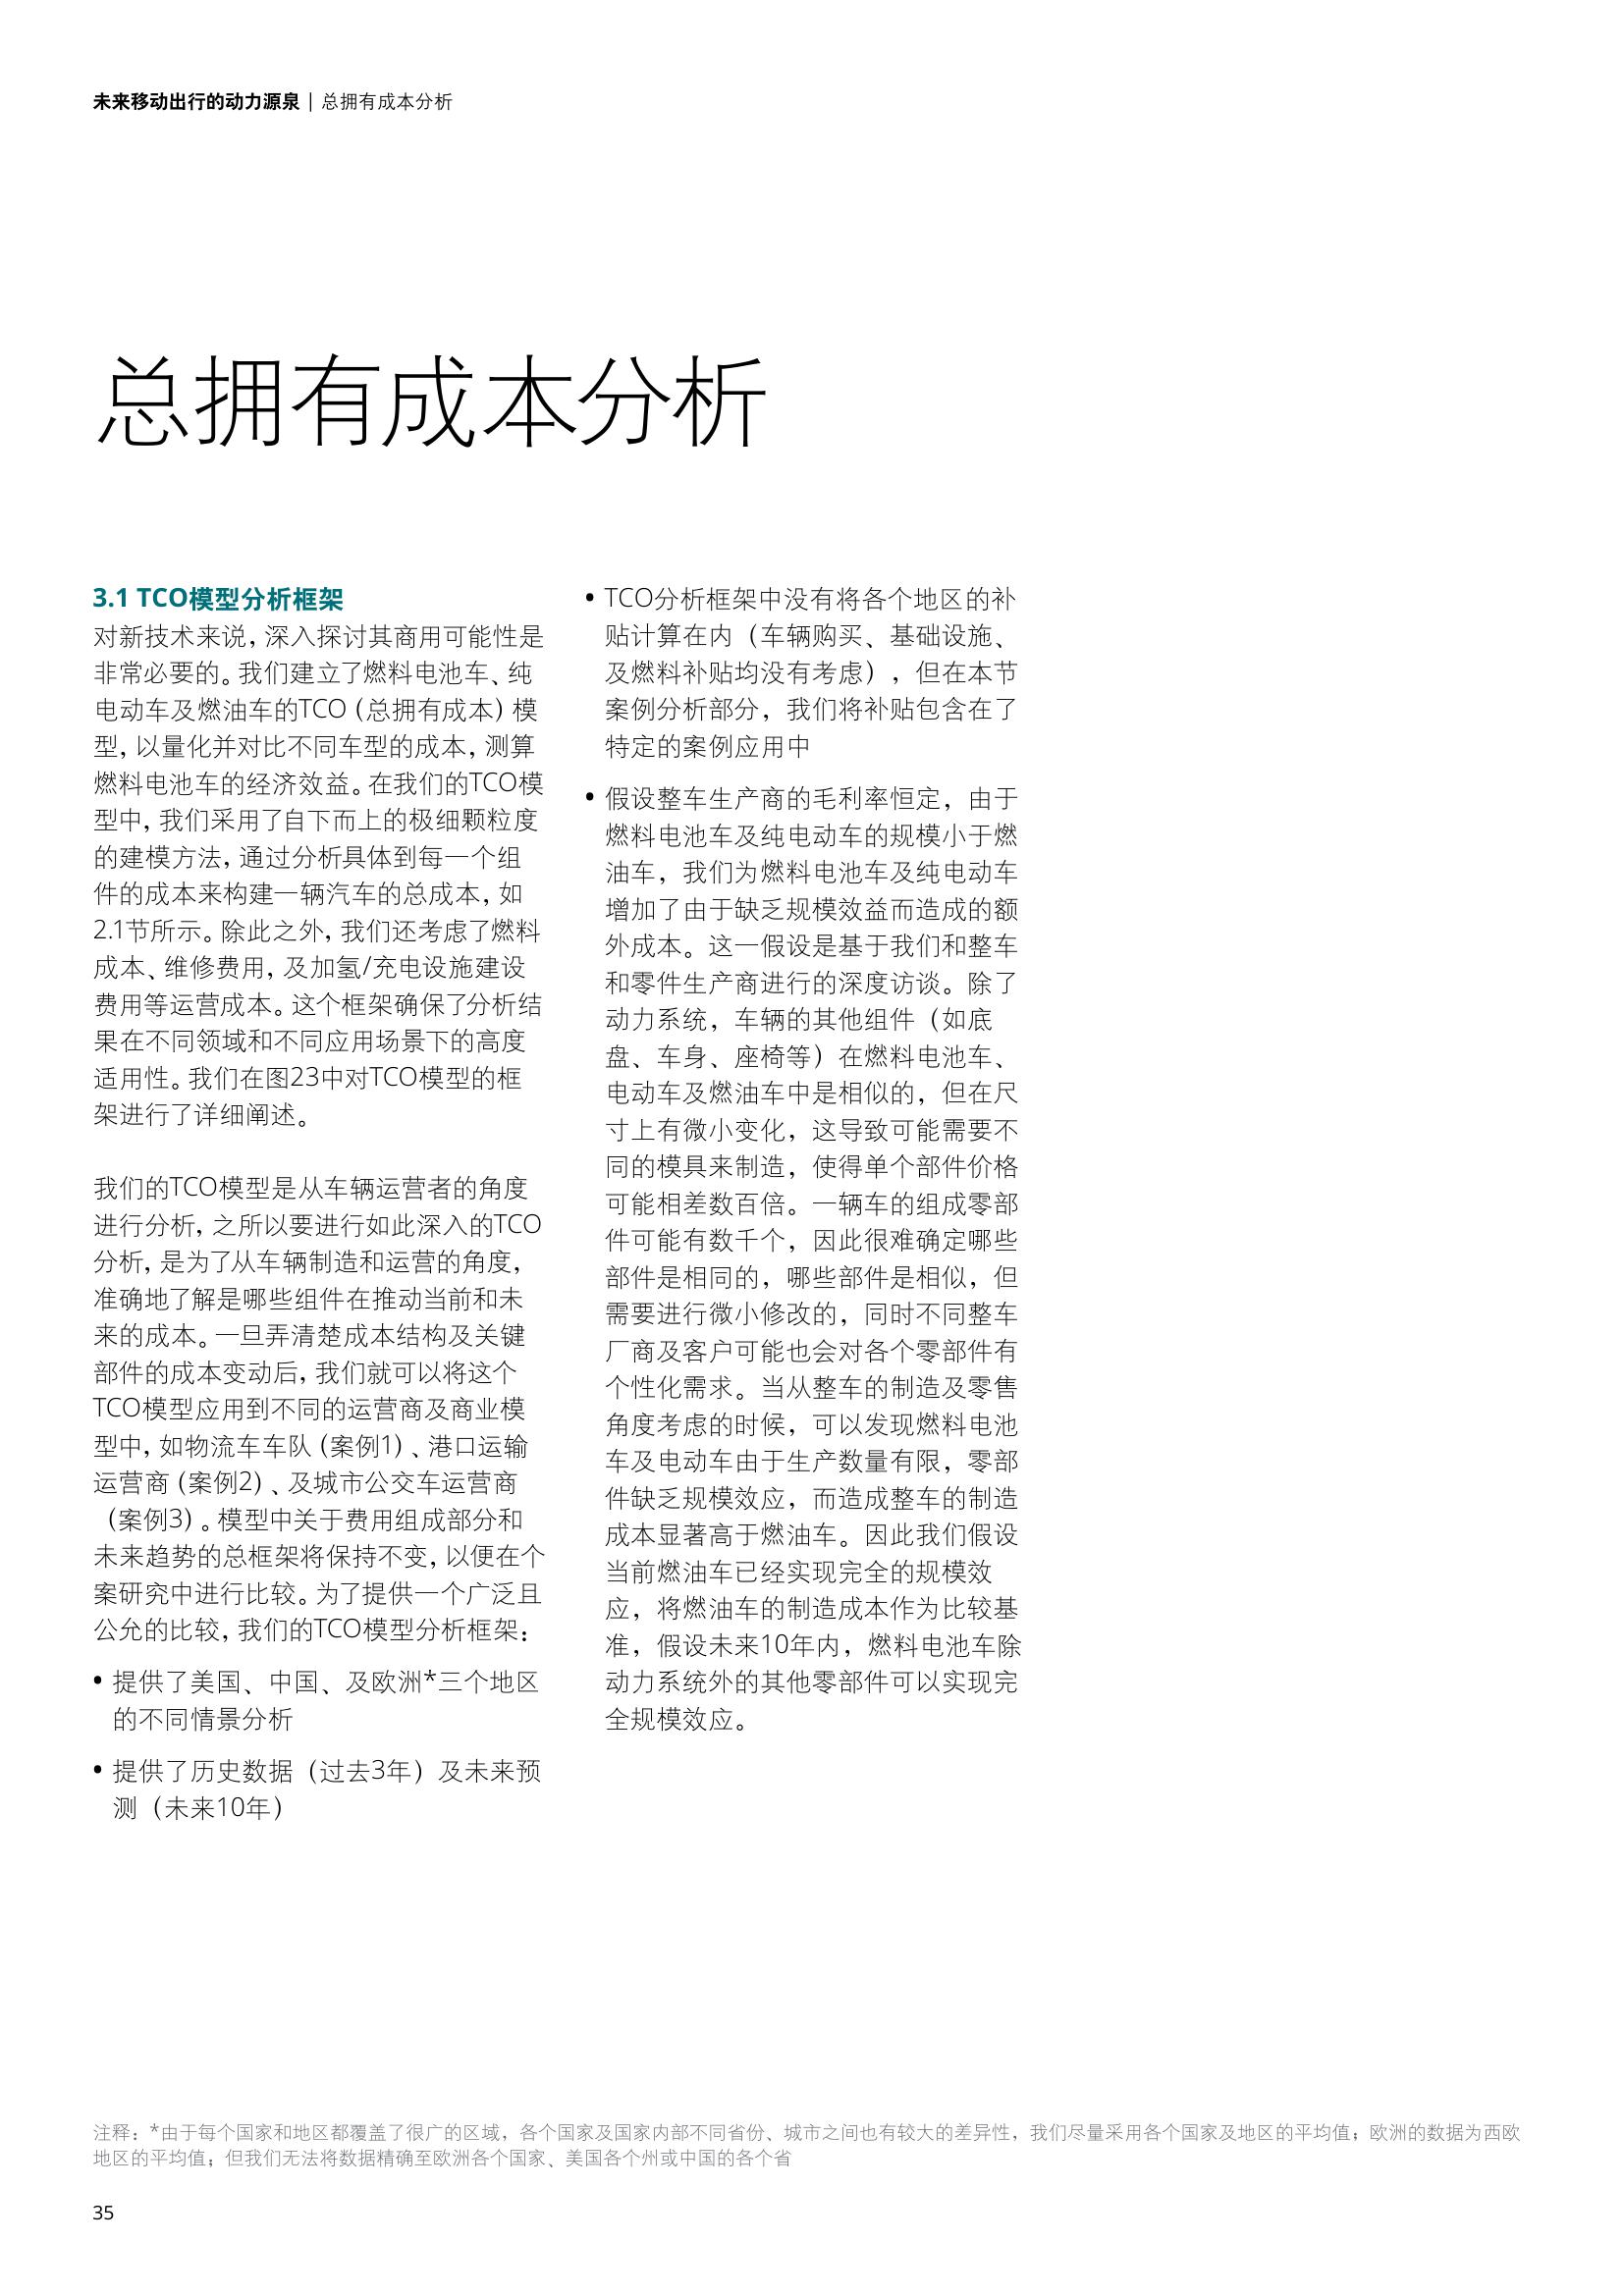 未来移动出行的动力源泉 | 总拥有成本分析
总拥有成本分析
3.1 TCO模型分析框架
对新技术来说，深入探讨其商用可能性是
非常必要的。我们建立了燃料电池车、纯
电动车及燃油车的TCO（总拥有成本）模
型，以量化并对比不同车型的成本，测算
燃料电池车的经济效益。在我们的TCO模
型中，我们采用了自下而上的极细颗粒度
的建模方法，通过分析具体到每一个组
件的成本来构建一辆汽车的总成本，如
2.1节所示。除此之外，我们还考虑了燃料
成本、维修费用，及加氢/充电设施建设
费用等运营成本。这个框架确保了分析结
果在不同领域和不同应用场景下的高度
适用性。我们在图23中对TCO模型的框
架进行了详细阐述。
我们的TCO模型是从车辆运营者的角度
进行分析，之所以要进行如此深入的TCO
分析，是为了从车辆制造和运营的角度，
准确地了解是哪些组件在推动当前和未
来的成本。一旦弄清楚成本结构及关键
部件的成本变动后，我们就可以将这个
TCO模型应用到不同的运营商及商业模
型中，如物流车车队（案例1）、港口运输
运营商（案例2）、及城市公交车运营商
（案例3）。模型中关于费用组成部分和
未来趋势的总框架将保持不变，以便在个
案研究中进行比较。为了提供一个广泛且
公允的比较，我们的TCO模型分析框架：
• 提供了美国、中国、及欧洲*三个地区
的不同情景分析
• 提供了历史数据（过去3年）及未来预
测（未来10年）
• TCO分析框架中没有将各个地区的补
贴计算在内（车辆购买、基础设施、
及燃料补贴均没有考虑），但在本节
案例分析部分，我们将补贴包含在了
特定的案例应用中
• 假设整车生产商的毛利率恒定，由于
燃料电池车及纯电动车的规模小于燃
油车，我们为燃料电池车及纯电动车
增加了由于缺乏规模效益而造成的额
外成本。这一假设是基于我们和整车
和零件生产商进行的深度访谈。除了
动力系统，车辆的其他组件（如底
盘、车身、座椅等）在燃料电池车、
电动车及燃油车中是相似的，但在尺
寸上有微小变化，这导致可能需要不
同的模具来制造，使得单个部件价格
可能相差数百倍。一辆车的组成零部
件可能有数千个，因此很难确定哪些
部件是相同的，哪些部件是相似，但
需要进行微小修改的，同时不同整车
厂商及客户可能也会对各个零部件有
个性化需求。当从整车的制造及零售
角度考虑的时候，可以发现燃料电池
车及电动车由于生产数量有限，零部
件缺乏规模效应，而造成整车的制造
成本显著高于燃油车。因此我们假设
当前燃油车已经实现完全的规模效
应，将燃油车的制造成本作为比较基
准，假设未来10年内，燃料电池车除
动力系统外的其他零部件可以实现完
全规模效应。
注释：*由于每个国家和地区都覆盖了很广的区域，各个国家及国家内部不同省份、城市之间也有较大的差异性，我们尽量采用各个国家及地区的平均值；欧洲的数据为西欧
地区的平均值；但我们无法将数据精确至欧洲各个国家、美国各个州或中国的各个省
35